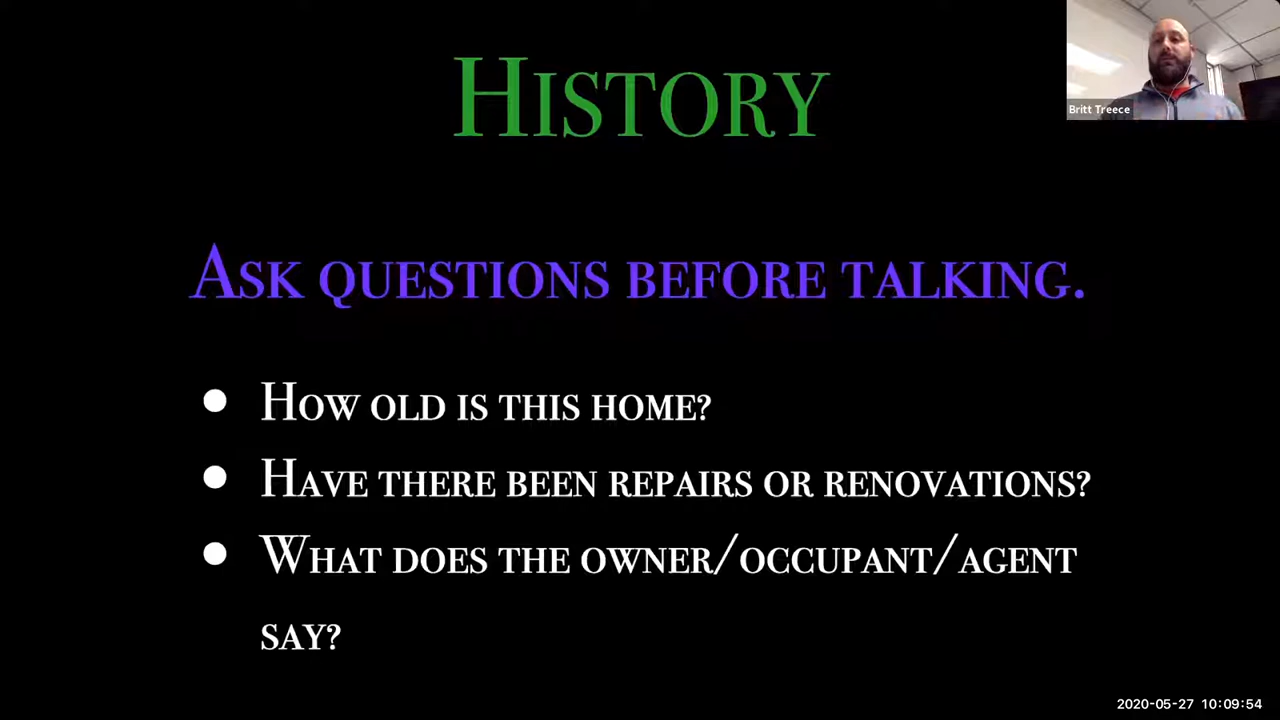 History
Britt Treece
Ask questions before talking.
● How old is this home?
● Have there been repairs or renovations?
● What does the owner/occupant/agent
say?
2020-05-27 10:09:54